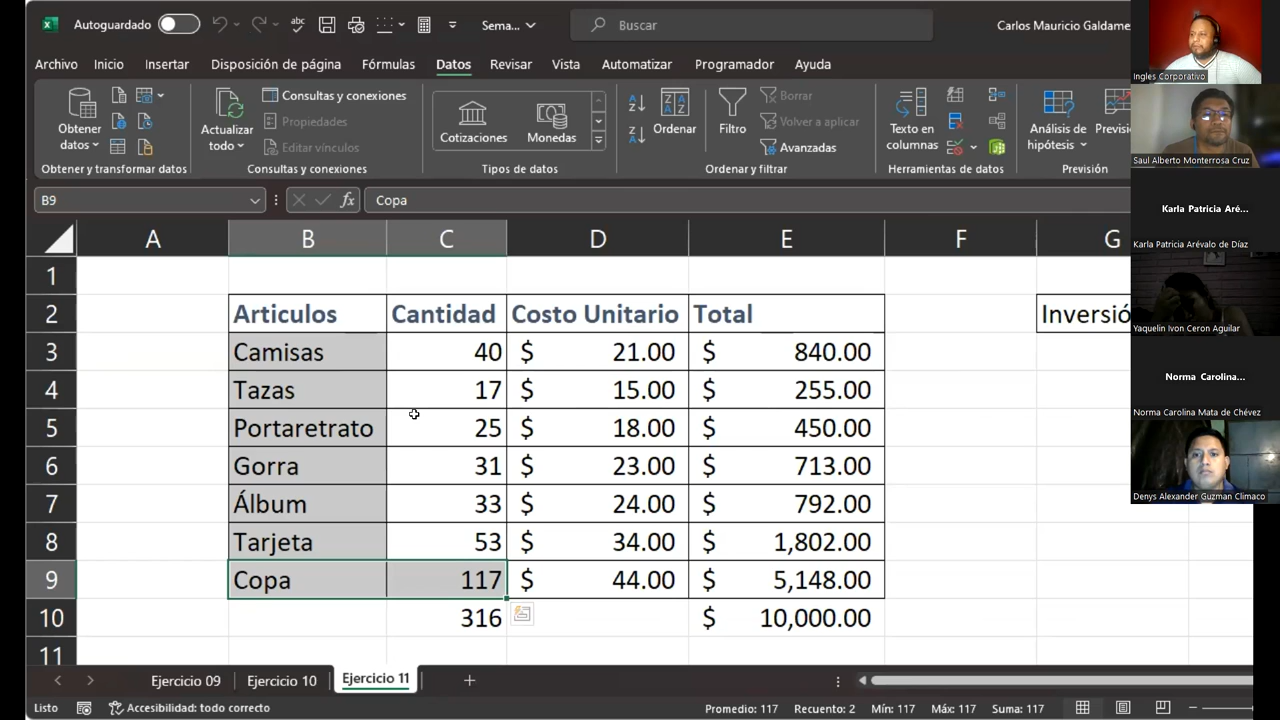 Autoguardado
Sema...
Buscar
Carlos Mauricio Galdame
Archivo Inicio Insertar Disposición de página Fórmulas Datos Revisar Vista Automatizar Programador Ayuda
Obtener datos
Obtener y transformar datos
Actualizar todo
Consultas y conexiones
Propiedades
Editar vínculos
Consultas y conexiones
Cotizaciones
Monedas
Tipos de datos
Ordenar
Filtro
Borrar
Volver a aplicar
Avanzadas
Ordenar y filtrar
Texto en columnas
Herramientas de datos
Análisis de hipótesis
Previsi
Previsión
B9
fx
Copa
A B C D E F G
1
2 Articulos Cantidad Costo Unitario Total Inversió
3 Camisas 40 $ 21.00 $ 840.00
4 Tazas 17 $ 15.00 $ 255.00
5 Portaretrato 25 $ 18.00 $ 450.00
6 Gorra 31 $ 23.00 $ 713.00
7 Álbum 33 $ 24.00 $ 792.00
8 Tarjeta 53 $ 34.00 $ 1,802.00
9 Copa 117 $ 44.00 $ 5,148.00
10 316 $ 10,000.00
11
Ejercicio 09 Ejercicio 10 Ejercicio 11
Listo
Accesibilidad: todo correcto
Promedio: 117 Recuento: 2 Mín: 117 Máx: 117 Suma: 117
Ingles Corporativo
Saul Alberto Monterrosa Cruz
Karla Patricia Aré...
Karla Patricia Arévalo de Díaz
Yaquelin Ivon Ceron Aguilar
Norma Carolina...
Norma Carolina Mata de Chévez
Denys Alexander Guzman Climaco